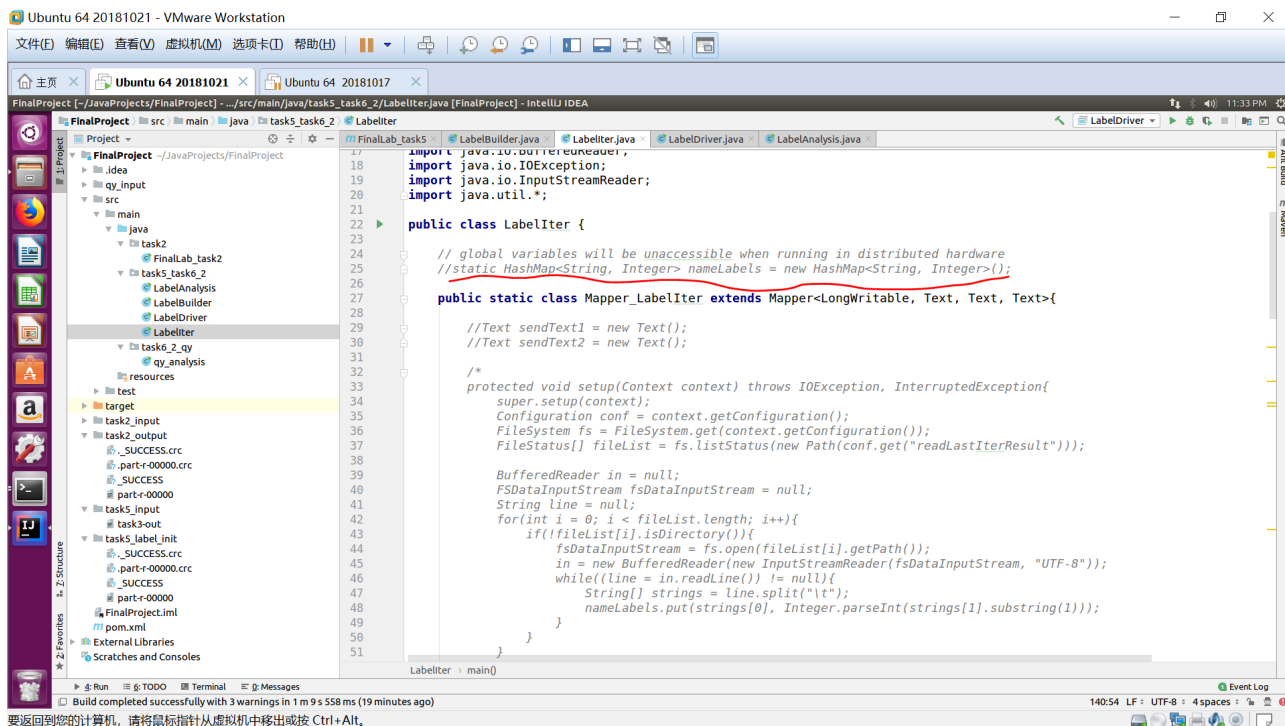 Ubuntu 64 20181021 - VMware Workstation
文件(F) 编辑(E) 查看(V) 虚拟机(M) 选项卡(T) 帮助(H)
主页 Ubuntu 64 20181021 Ubuntu 64 20181017
FinalProject [~/JavaProjects/FinalProject] - .../src/main/java/task5_task6_2/LabelIter.java [FinalProject] - IntelliJ IDEA 11:33 PM
FinalProject src main java task5_task6_2 LabelIter LabelDriver
Project
FinalLab_task5 LabelBuilder.java LabelIter.java LabelDriver.java LabelAnalysis.java
1: Project
7: Structure
2: Favorites
Ant Build
Maven
FinalProject ~/JavaProjects/FinalProject
.idea
qy_input
src
main
java
task2
FinalLab_task2
task5_task6_2
LabelAnalysis
LabelBuilder
LabelDriver
LabelIter
task6_2_qy
qy_analysis
resources
test
target
task2_input
task2_output
._SUCCESS.crc
.part-r-00000.crc
_SUCCESS
part-r-00000
task5_input
task3-out
task5_label_init
._SUCCESS.crc
.part-r-00000.crc
_SUCCESS
part-r-00000
FinalProject.iml
pom.xml
External Libraries
Scratches and Consoles
17 import java.io.BufferedReader;
18 import java.io.IOException;
19 import java.io.InputStreamReader;
20 import java.util.*;
21
22 public class LabelIter {
23
24 // global variables will be unaccessible when running in distributed hardware
25 //static HashMap<String, Integer> nameLabels = new HashMap<String, Integer>();
26
27 public static class Mapper_LabelIter extends Mapper<LongWritable, Text, Text, Text>{
28
29 //Text sendText1 = new Text();
30 //Text sendText2 = new Text();
31
32 /*
33 protected void setup(Context context) throws IOException, InterruptedException{
34 super.setup(context);
35 Configuration conf = context.getConfiguration();
36 FileSystem fs = FileSystem.get(context.getConfiguration());
37 FileStatus[] fileList = fs.listStatus(new Path(conf.get("readLastIterResult")));
38
39 BufferedReader in = null;
40 FSDataInputStream fsDataInputStream = null;
41 String line = null;
42 for(int i = 0; i < fileList.length; i++){
43 if(!fileList[i].isDirectory()){
44 fsDataInputStream = fs.open(fileList[i].getPath());
45 in = new BufferedReader(new InputStreamReader(fsDataInputStream, "UTF-8"));
46 while((line = in.readLine()) != null){
47 String[] strings = line.split("\t");
48 nameLabels.put(strings[0], Integer.parseInt(strings[1].substring(1)));
49 }
50 }
51 }
LabelIter › main()
4: Run 6: TODO Terminal 0: Messages Event Log
Build completed successfully with 3 warnings in 1 m 9 s 558 ms (19 minutes ago) 140:54 LF UTF-8 4 spaces
要返回到您的计算机，请将鼠标指针从虚拟机中移出或按 Ctrl+Alt。